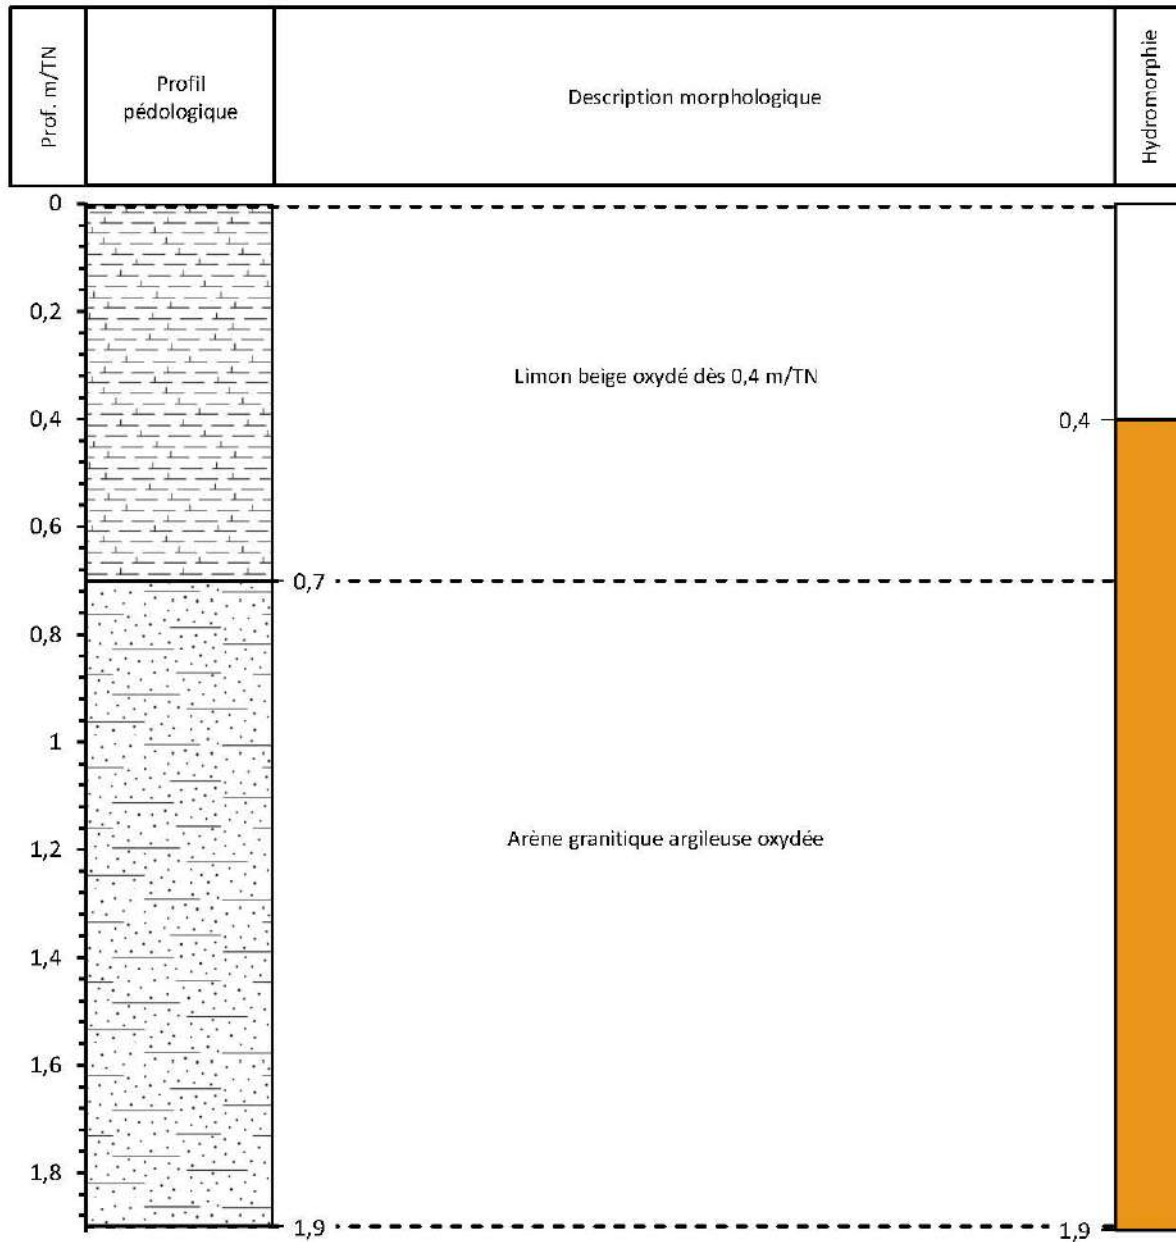 Prof. m/TN
Profil
pédologique
Description morphologique
Hydromorphie
0
0,2
Limon beige oxydé dès 0,4 m/TN
0,4
0,4
0,6
0,7
0,8
1
Arène granitique argileuse oxydée
1,2
1,4
1,6
1,8
1,9
1,9